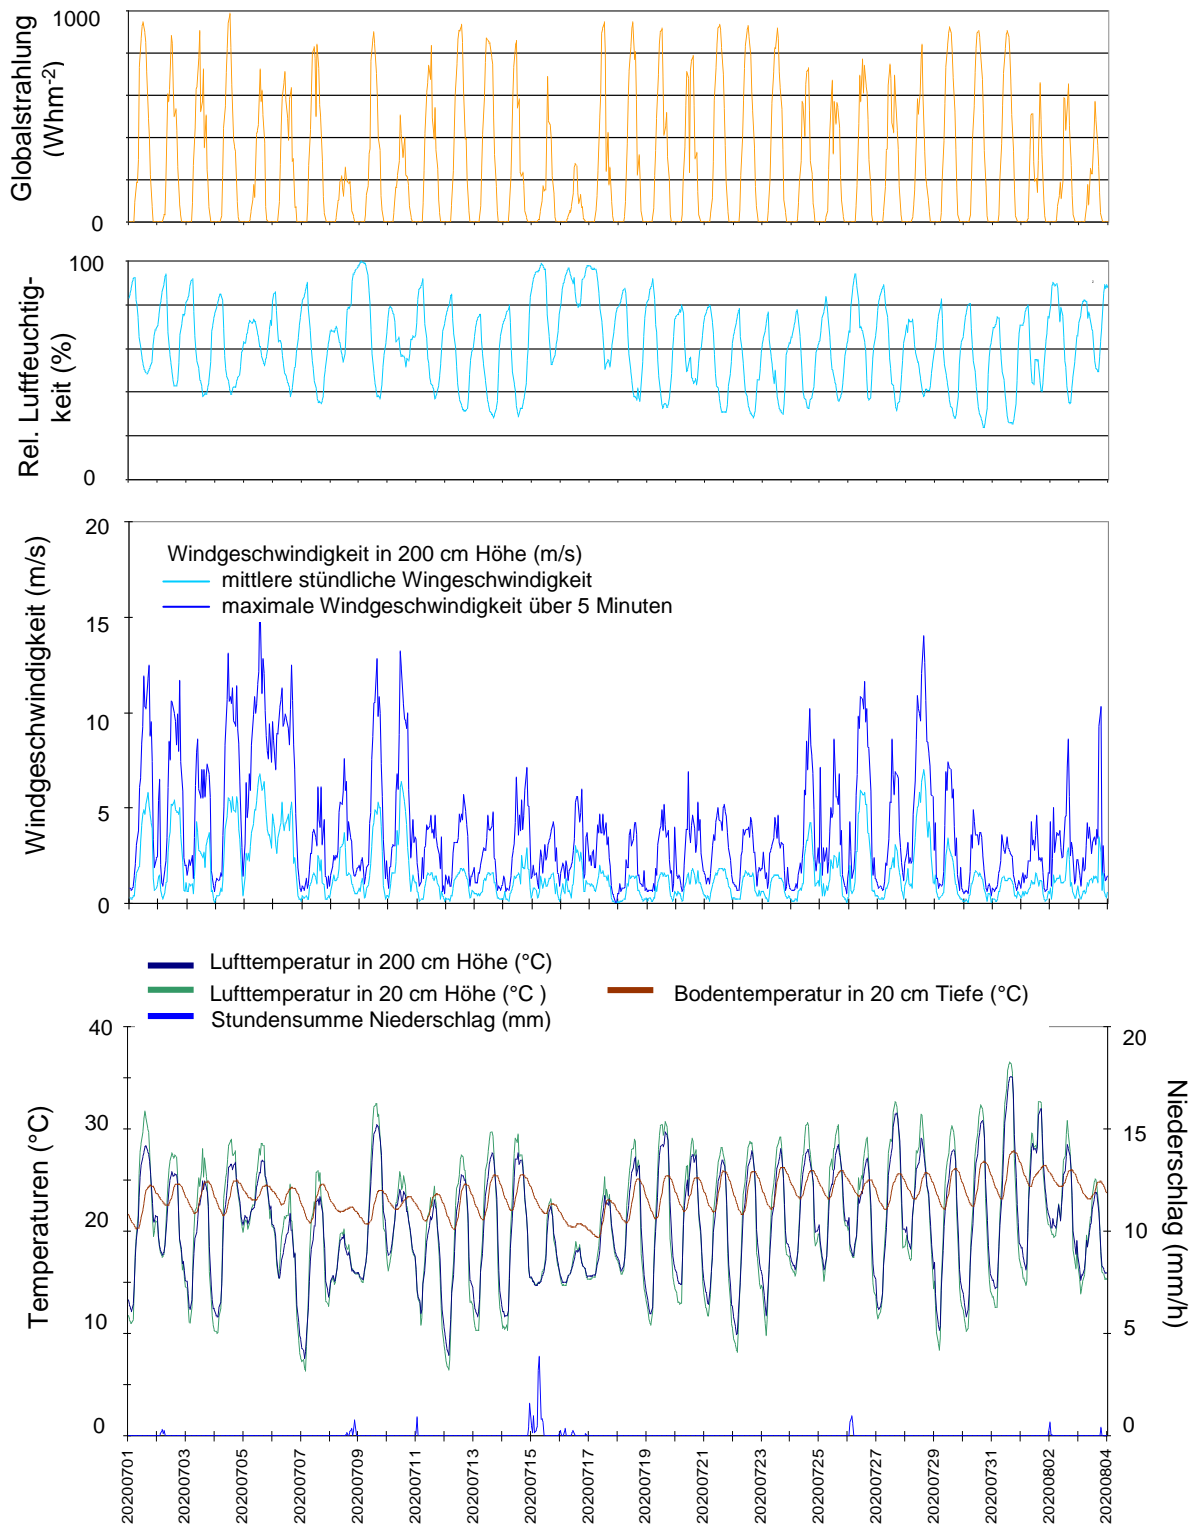 1000
0
Globalstrahlung
(Whm-2)
100
0
Rel. Luftfeuchtig-
keit (%)
20
15
10
5
0
Windgeschwindigkeit (m/s)
Windgeschwindigkeit in 200 cm Höhe (m/s)
mittlere stündliche Wingeschwindigkeit
maximale Windgeschwindigkeit über 5 Minuten
Lufttemperatur in 200 cm Höhe (°C)
Lufttemperatur in 20 cm Höhe (°C )
Bodentemperatur in 20 cm Tiefe (°C)
Stundensumme Niederschlag (mm)
40
30
20
10
0
Temperaturen (°C)
20
15
10
5
0
Niederschlag (mm/h)
20200701
20200703
20200705
20200707
20200709
20200711
20200713
20200715
20200717
20200719
20200721
20200723
20200725
20200727
20200729
20200731
20200802
20200804